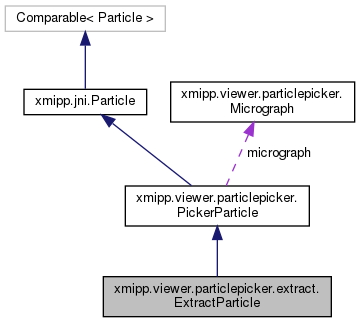 Comparable< Particle >
xmipp.jni.Particle
xmipp.viewer.particlepicker.
Micrograph
micrograph
xmipp.viewer.particlepicker.
PickerParticle
xmipp.viewer.particlepicker.extract.
ExtractParticle